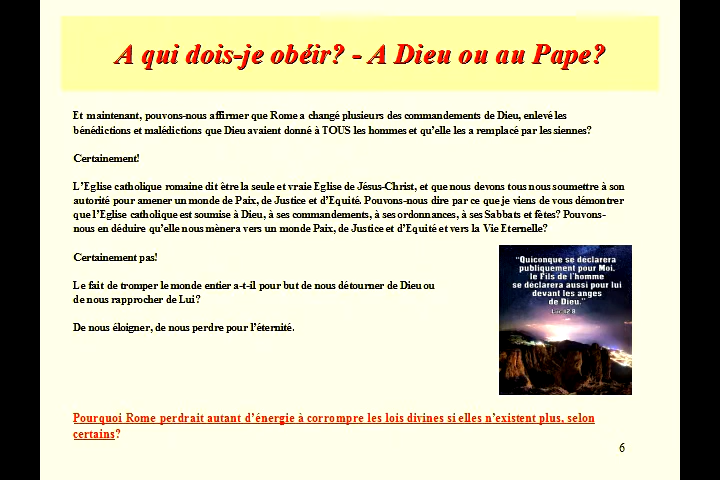 A qui dois-je obéir? - A Dieu ou au Pape?
Et maintenant, pouvons-nous affirmer que Rome a changé plusieurs des commandements de Dieu, enlevé les
bénédictions et malédictions que Dieu avaient donné à TOUS les hommes et qu'elle les a remplacé par les siennes?
Certainement!
L'Eglise catholique romaine dit être la seule et vraie Eglise de Jésus-Christ, et que nous devons tous nous soumettre à son
autorité pour amener un monde de Paix, de Justice et d'Equité. Pouvons-nous dire par ce que je viens de vous démontrer
que l'Eglise catholique est soumise à Dieu, à ses commandements, à ses ordonnances, à ses Sabbats et fêtes? Pouvons-
nous en déduire qu'elle nous mènera vers un monde Paix, de Justice et d'Equité et vers la Vie Eternelle?
Certainement pas!
Le fait de tromper le monde entier a-t-il pour but de nous détourner de Dieu ou
de nous rapprocher de Lui?
De nous éloigner, de nous perdre pour l'éternité.
"Quiconque se déclarera
publiquement pour Moi,
le Fils de l'homme
se déclarera aussi pour lui
devant les anges
de Dieu."
Luc 12:8
Pourquoi Rome perdrait autant d'énergie à corrompre les lois divines si elles n'existent plus, selon
certains?
6